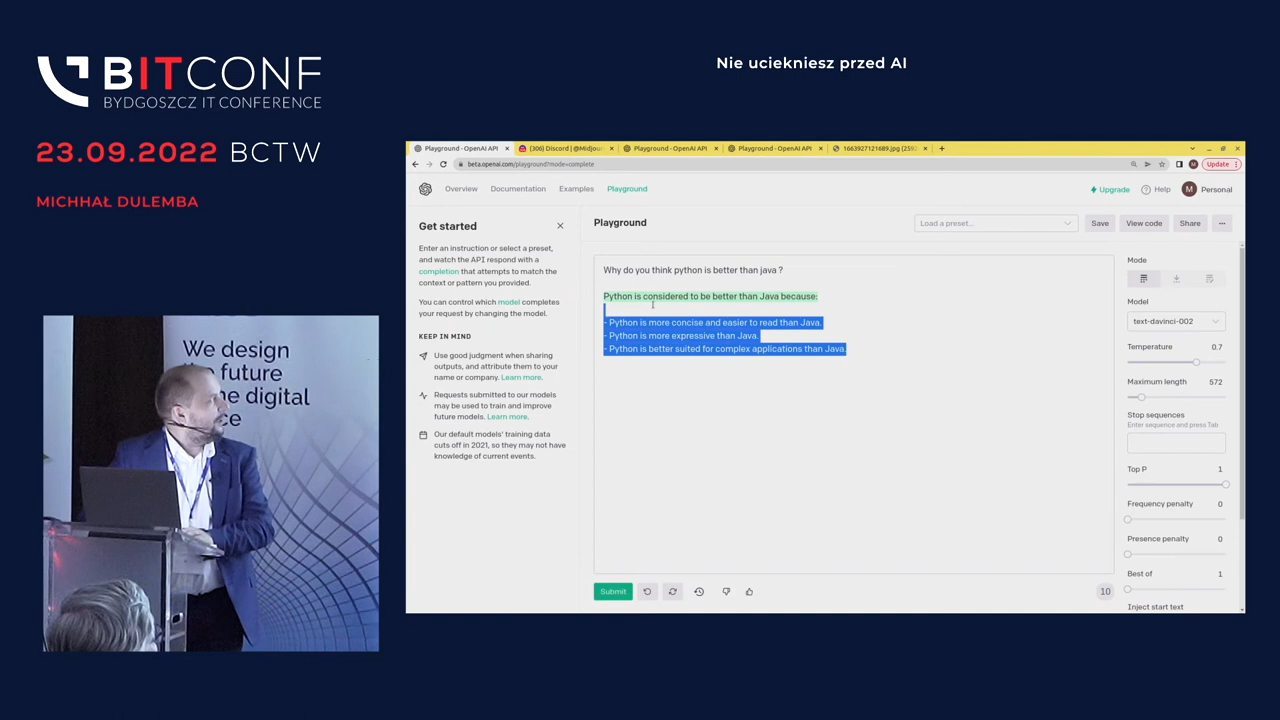 BITCONF
BYDGOSZCZ IT CONFERENCE
23.09.2022 BCTW
MICHHAŁ DULEMBA
Nie uciekniesz przed AI
We design
future
digital
Playground - OpenAI API
(306) Discord | @Midjour
Playground - OpenAI API
Playground - OpenAI API
1663927121689.jpg (259
beta.openai.com/playground?mode=complete
Update
Overview
Documentation
Examples
Playground
Upgrade
Help
M
Personal
Get started
Enter an instruction or select a preset,
and watch the API respond with a
completion that attempts to match the
context or pattern you provided.
You can control which model completes
your request by changing the model.
KEEP IN MIND
Use good judgment when sharing
outputs, and attribute them to your
name or company. Learn more.
Requests submitted to our models
may be used to train and improve
future models. Learn more.
Our default models' training data
cuts off in 2021, so they may not have
knowledge of current events.
Playground
Load a preset...
Save
View code
Share
...
Why do you think python is better than java ?
Python is considered to be better than Java because:
- Python is more concise and easier to read than Java.
- Python is more expressive than Java.
- Python is better suited for complex applications than Java.
Submit
10
Mode
Model
text-davinci-002
Temperature 0.7
Maximum length 572
Stop sequences
Enter sequence and press Tab
Top P 1
Frequency penalty 0
Presence penalty 0
Best of 1
Inject start text